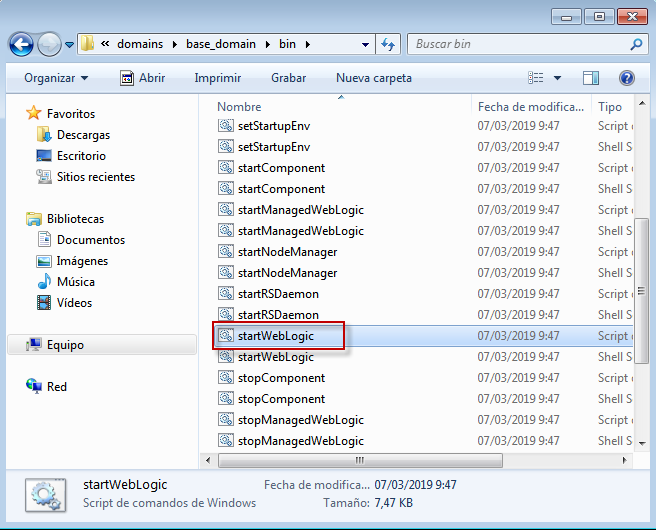 « domains ▸ base_domain ▸ bin ▸
Buscar bin
Organizar Abrir Imprimir Grabar Nueva carpeta
Favoritos
Descargas
Escritorio
Sitios recientes
Bibliotecas
Documentos
Imágenes
Música
Vídeos
Equipo
Red
Nombre Fecha de modifica... Tipo
setStartupEnv 07/03/2019 9:47 Script
setStartupEnv 07/03/2019 9:47 Shell S
startComponent 07/03/2019 9:47 Script
startComponent 07/03/2019 9:47 Shell S
startManagedWebLogic 07/03/2019 9:47 Script
startManagedWebLogic 07/03/2019 9:47 Shell S
startNodeManager 07/03/2019 9:47 Script
startNodeManager 07/03/2019 9:47 Shell S
startRSDaemon 07/03/2019 9:47 Script
startRSDaemon 07/03/2019 9:47 Shell S
startWebLogic 07/03/2019 9:47 Script
startWebLogic 07/03/2019 9:47 Shell S
stopComponent 07/03/2019 9:47 Script
stopComponent 07/03/2019 9:47 Shell S
stopManagedWebLogic 07/03/2019 9:47 Script
stopManagedWebLogic 07/03/2019 9:47 Shell S
startWebLogic Fecha de modifica... 07/03/2019 9:47
Script de comandos de Windows Tamaño: 7,47 KB